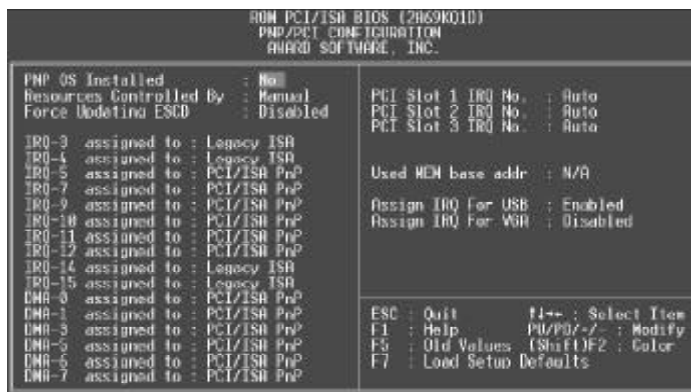 ROM PCI/ISA BIOS (2A69KQ1D)
PNP/PCI CONFIGURATION
AWARD SOFTWARE, INC.
PNP OS Installed : No
Resources Controlled By : Manual
Force Updating ESCD : Disabled
IRQ-3 assigned to : Legacy ISA
IRQ-4 assigned to : Legacy ISA
IRQ-5 assigned to : PCI/ISA PnP
IRQ-7 assigned to : PCI/ISA PnP
IRQ-9 assigned to : PCI/ISA PnP
IRQ-10 assigned to : PCI/ISA PnP
IRQ-11 assigned to : PCI/ISA PnP
IRQ-12 assigned to : PCI/ISA PnP
IRQ-14 assigned to : Legacy ISA
IRQ-15 assigned to : Legacy ISA
DMA-0 assigned to : PCI/ISA PnP
DMA-1 assigned to : PCI/ISA PnP
DMA-3 assigned to : PCI/ISA PnP
DMA-5 assigned to : PCI/ISA PnP
DMA-6 assigned to : PCI/ISA PnP
DMA-7 assigned to : PCI/ISA PnP
PCI Slot 1 IRQ No. : Auto
PCI Slot 2 IRQ No. : Auto
PCI Slot 3 IRQ No. : Auto
Used MEM base addr : N/A
Assign IRQ For USB : Enabled
Assign IRQ For VGA : Disabled
ESC : Quit ↑↓→← : Select Item
F1 : Help PU/PD/+/- : Modify
F5 : Old Values (Shift)F2 : Color
F7 : Load Setup Defaults